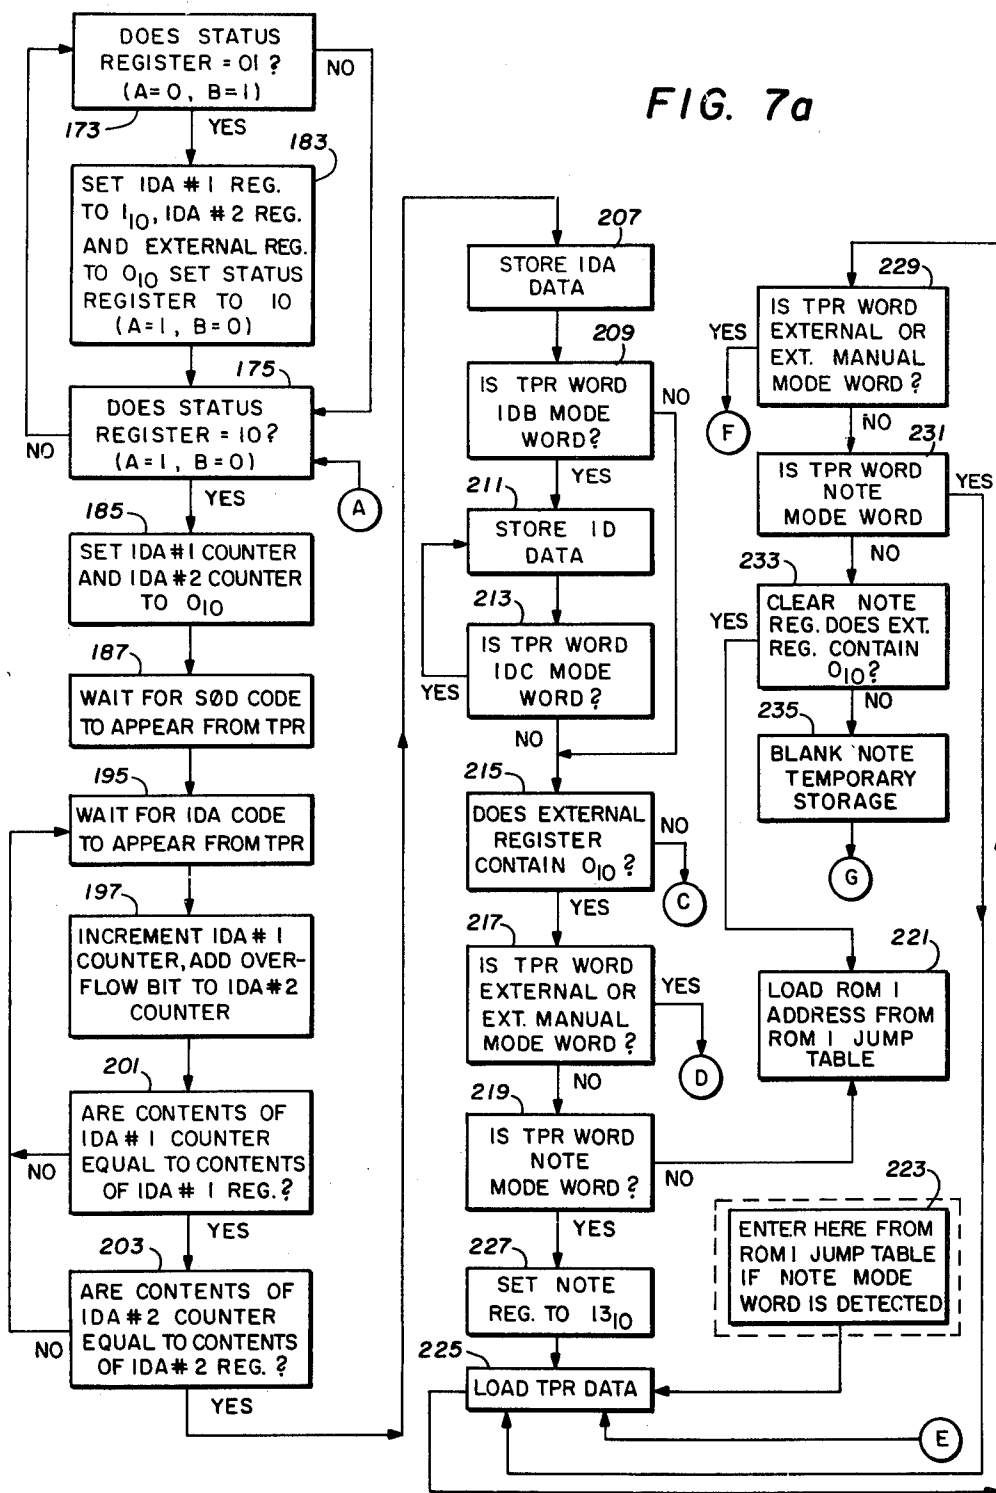 FIG. 7a
DOES STATUS
REGISTER = 01 ?
(A=0, B=1)
NO
173
YES
183
SET IDA # 1 REG.
TO 1₁₀, IDA # 2 REG.
AND EXTERNAL REG.
TO 0₁₀ SET STATUS
REGISTER TO 10
(A=1, B=0)
175
DOES STATUS
REGISTER = 10?
(A=1, B=0)
NO
YES
A
185
SET IDA #1 COUNTER
AND IDA #2 COUNTER
TO 0₁₀
187
WAIT FOR SØD CODE
TO APPEAR FROM TPR
195
WAIT FOR IDA CODE
TO APPEAR FROM TPR
197
INCREMENT IDA # 1
COUNTER, ADD OVER-
FLOW BIT TO IDA #2
COUNTER
201
ARE CONTENTS OF
IDA # 1 COUNTER
EQUAL TO CONTENTS
OF IDA # 1 REG. ?
NO
YES
203
ARE CONTENTS OF
IDA #2 COUNTER
EQUAL TO CONTENTS
OF IDA # 2 REG. ?
NO
YES
207
STORE IDA
DATA
209
IS TPR WORD
IDB MODE
WORD?
NO
YES
211
STORE ID
DATA
213
IS TPR WORD
IDC MODE
WORD?
YES
NO
215
DOES EXTERNAL
REGISTER
CONTAIN 0₁₀ ?
NO
C
YES
217
IS TPR WORD
EXTERNAL OR
EXT. MANUAL
MODE WORD ?
YES
D
NO
219
IS TPR WORD
NOTE
MODE WORD?
NO
YES
227
SET NOTE
REG. TO 13₁₀
225
LOAD TPR DATA
E
229
IS TPR WORD
EXTERNAL OR
EXT. MANUAL
MODE WORD ?
YES
F
NO
231
IS TPR WORD
NOTE
MODE WORD
YES
NO
233
CLEAR NOTE
REG. DOES EXT.
REG. CONTAIN
0₁₀?
YES
NO
235
BLANK NOTE
TEMPORARY
STORAGE
G
221
LOAD ROM 1
ADDRESS FROM
ROM 1 JUMP
TABLE
223
ENTER HERE FROM
ROM 1 JUMP TABLE
IF NOTE MODE
WORD IS DETECTED